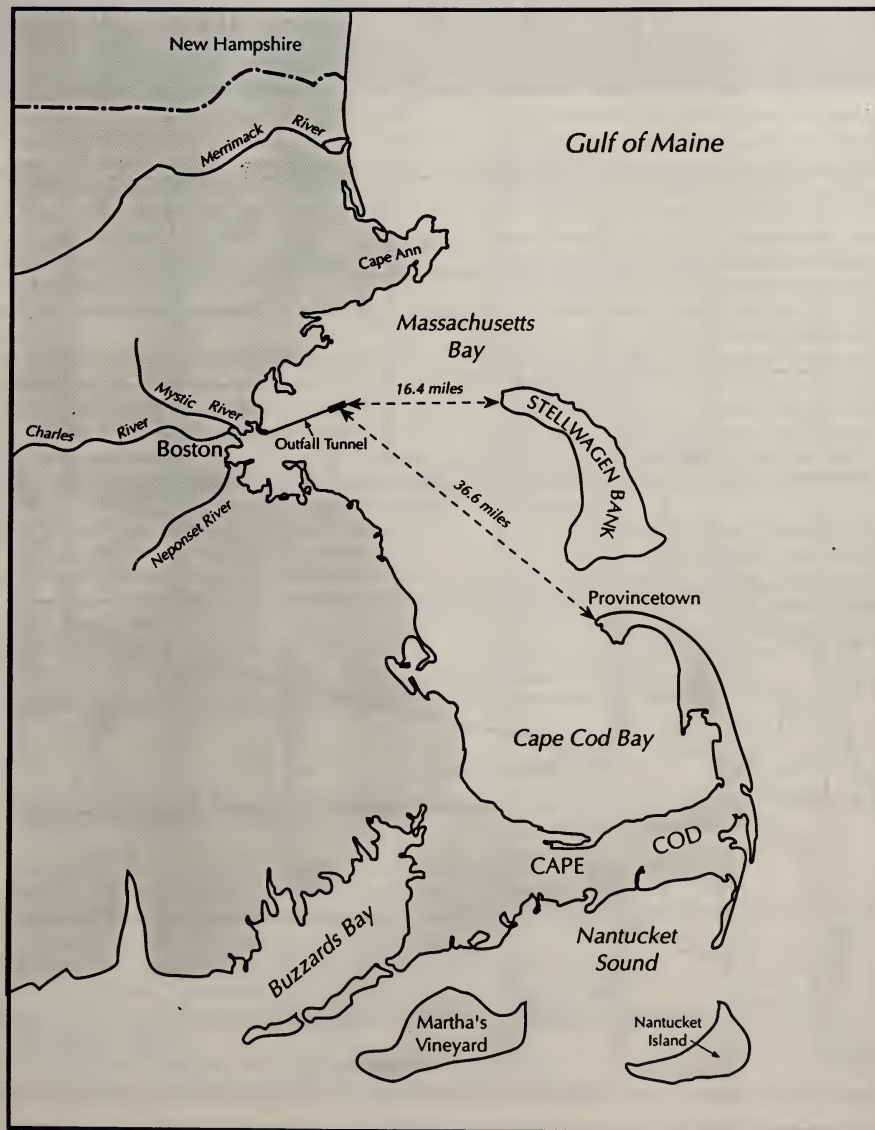 New Hampshire
Merrimack River
Gulf of Maine
Cape Ann
Massachusetts
Bay
16.4 miles
STELLWAGEN BANK
Mystic River
Charles River
Boston
Outfall Tunnel
36.6 miles
Neponset River
Provincetown
Cape Cod Bay
CAPE COD
Buzzards Bay
Nantucket
Sound
Martha's
Vineyard
Nantucket
Island